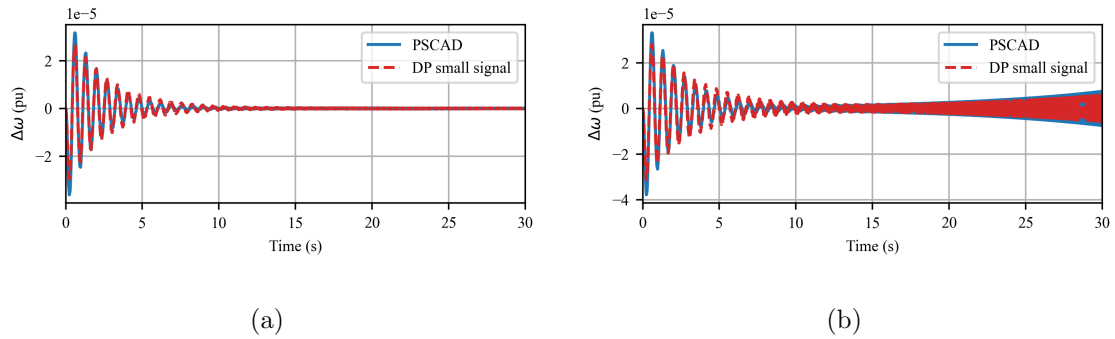 1e−5
PSCAD
DP small signal
2
0
−2
Δω (pu)
0 5 10 15 20 25 30
Time (s)
(a)
1e−5
PSCAD
DP small signal
2
0
−2
−4
Δω (pu)
0 5 10 15 20 25 30
Time (s)
(b)